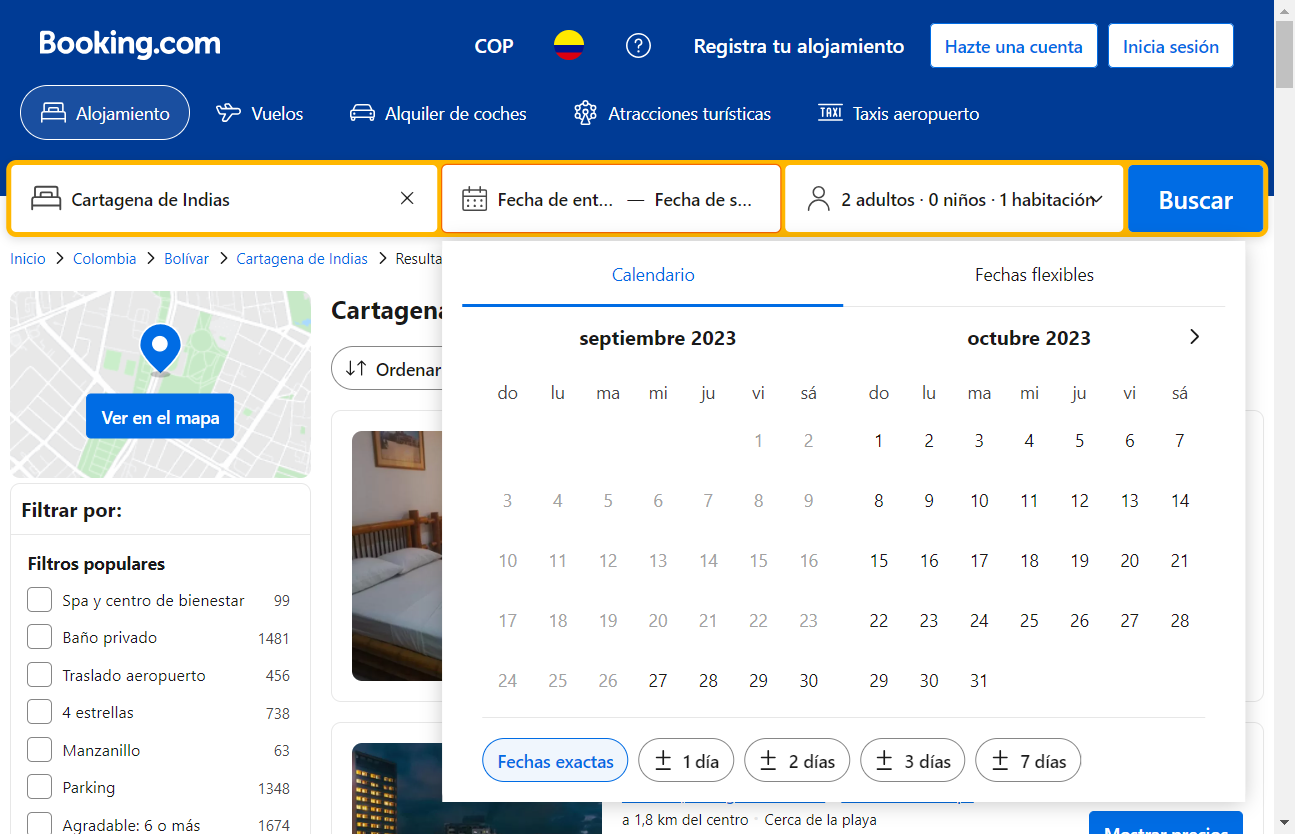 Booking.com
COP
Registra tu alojamiento
Hazte una cuenta
Inicia sesión
Alojamiento
Vuelos
Alquiler de coches
Atracciones turísticas
TAXI Taxis aeropuerto
Cartagena de Indias
Fecha de ent... — Fecha de s...
2 adultos · 0 niños · 1 habitación
Buscar
Inicio > Colombia > Bolívar > Cartagena de Indias > Resulta
Ver en el mapa
Filtrar por:
Filtros populares
Spa y centro de bienestar 99
Baño privado 1481
Traslado aeropuerto 456
4 estrellas 738
Manzanillo 63
Parking 1348
Agradable: 6 o más 1674
Cartagena
Ordenar
Calendario
Fechas flexibles
septiembre 2023
do lu ma mi ju vi sá
1 2
3 4 5 6 7 8 9
10 11 12 13 14 15 16
17 18 19 20 21 22 23
24 25 26 27 28 29 30
octubre 2023
do lu ma mi ju vi sá
1 2 3 4 5 6 7
8 9 10 11 12 13 14
15 16 17 18 19 20 21
22 23 24 25 26 27 28
29 30 31
Fechas exactas
± 1 día
± 2 días
± 3 días
± 7 días
a 1,8 km del centro · Cerca de la playa
Mostrar precios